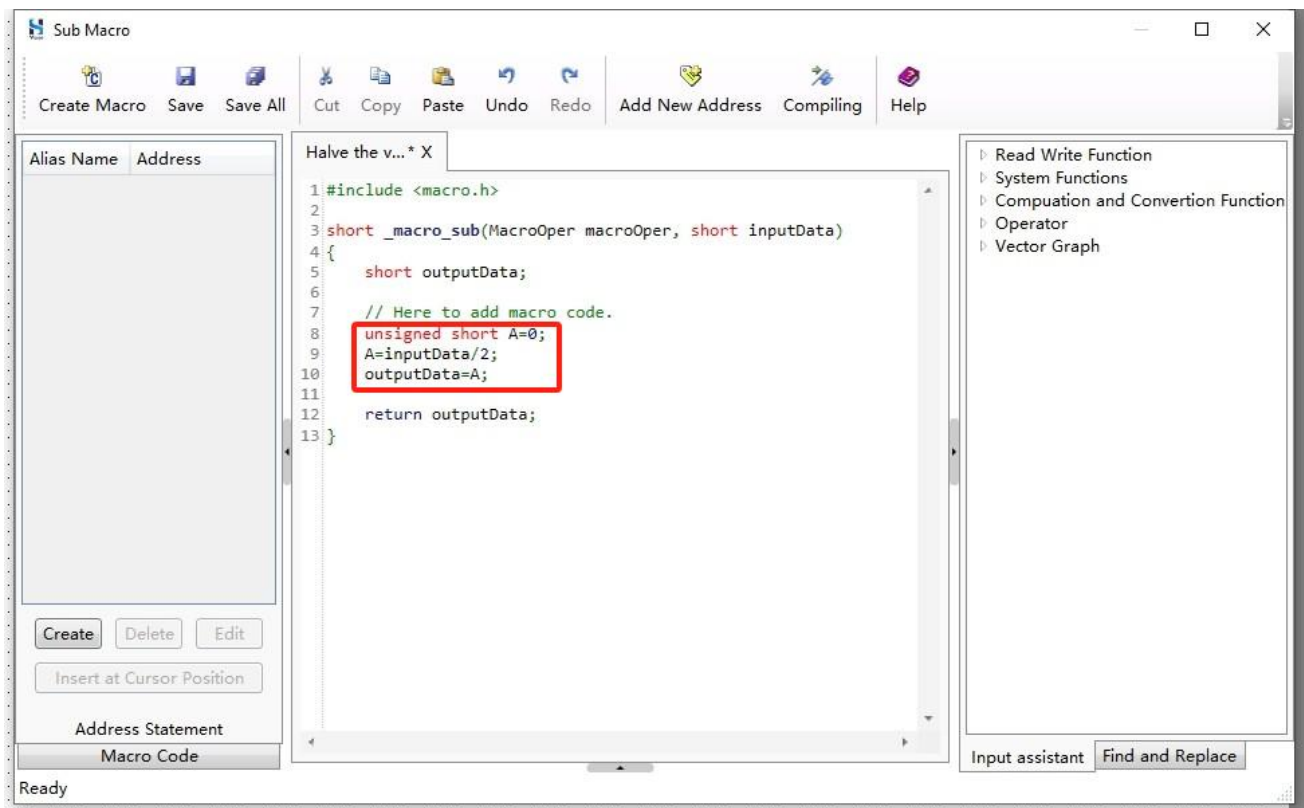 Sub Macro
Create Macro Save Save All Cut Copy Paste Undo Redo Add New Address Compiling Help
Alias Name Address
Halve the v...* X
1 #include <macro.h>
2
3 short _macro_sub(MacroOper macroOper, short inputData)
4 {
5 short outputData;
6
7 // Here to add macro code.
8 unsigned short A=0;
9 A=inputData/2;
10 outputData=A;
11
12 return outputData;
13 }
Read Write Function
System Functions
Compuation and Convertion Function
Operator
Vector Graph
Create Delete Edit
Insert at Cursor Position
Address Statement
Macro Code
Input assistant Find and Replace
Ready